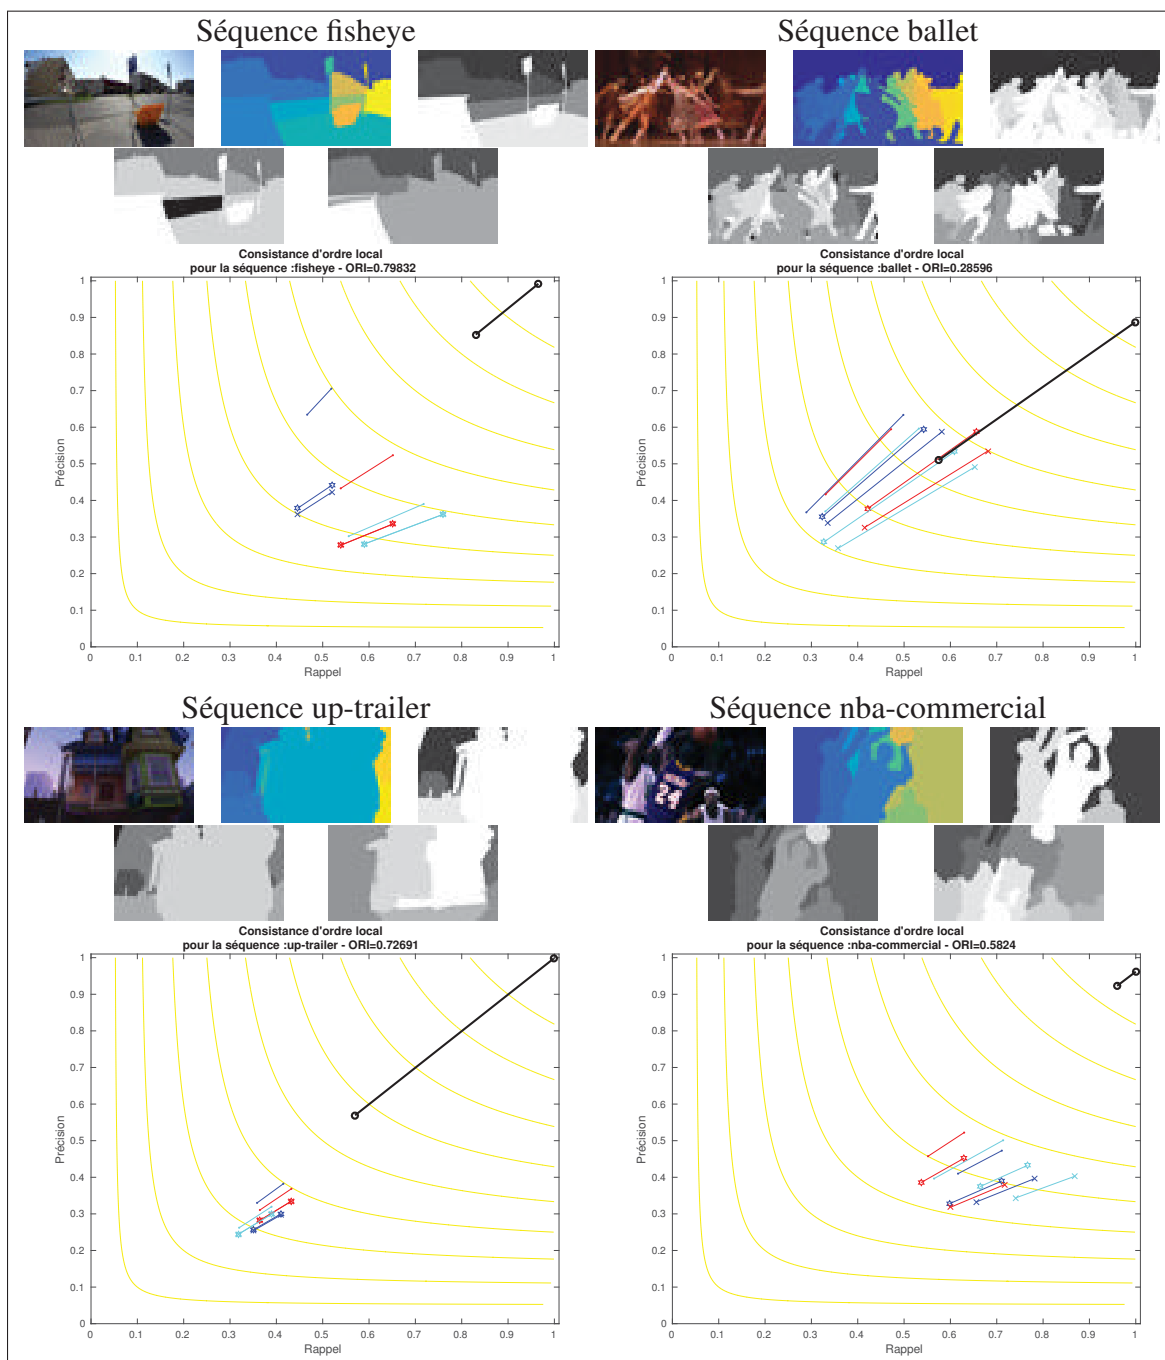 Séquence fisheye
Séquence ballet
Consistance d'ordre local
pour la séquence :fisheye - ORI=0.79832
1
0.9
0.8
0.7
0.6
0.5
0.4
0.3
0.2
0.1
0
Précision
0 0.1 0.2 0.3 0.4 0.5 0.6 0.7 0.8 0.9 1
Rappel
Consistance d'ordre local
pour la séquence :ballet - ORI=0.28596
1
0.9
0.8
0.7
0.6
0.5
0.4
0.3
0.2
0.1
0
Précision
0 0.1 0.2 0.3 0.4 0.5 0.6 0.7 0.8 0.9 1
Rappel
Séquence up-trailer
Séquence nba-commercial
24
Consistance d'ordre local
pour la séquence :up-trailer - ORI=0.72691
1
0.9
0.8
0.7
0.6
0.5
0.4
0.3
0.2
0.1
0
Précision
0 0.1 0.2 0.3 0.4 0.5 0.6 0.7 0.8 0.9 1
Rappel
Consistance d'ordre local
pour la séquence :nba-commercial - ORI=0.5824
1
0.9
0.8
0.7
0.6
0.5
0.4
0.3
0.2
0.1
0
Précision
0 0.1 0.2 0.3 0.4 0.5 0.6 0.7 0.8 0.9 1
Rappel